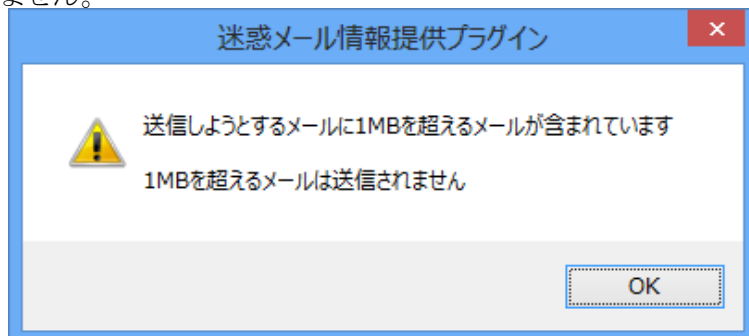 ません。
迷惑メール情報提供プラグイン
送信しようとするメールに1MBを超えるメールが含まれています
1MBを超えるメールは送信されません
OK